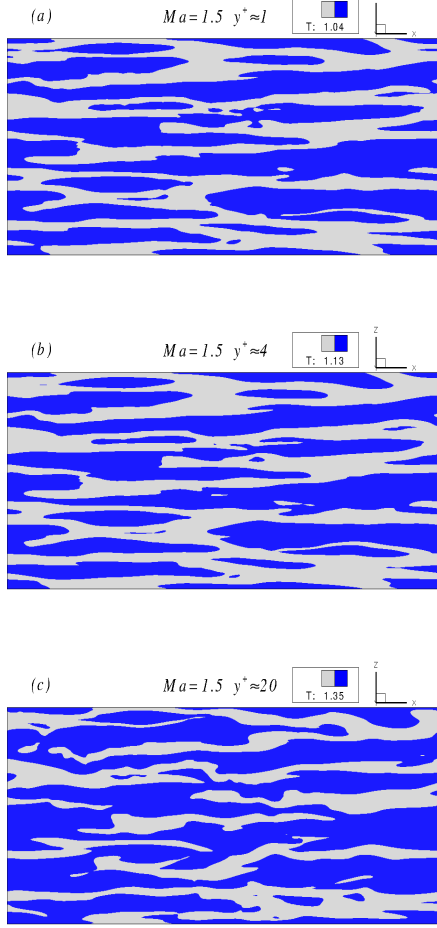 (a) Ma=1.5 y⁺≈1
T: 1.04
X
(b) Ma=1.5 y⁺≈4
T: 1.13
Z
X
(c) Ma=1.5 y⁺≈20
T: 1.35
Z
X